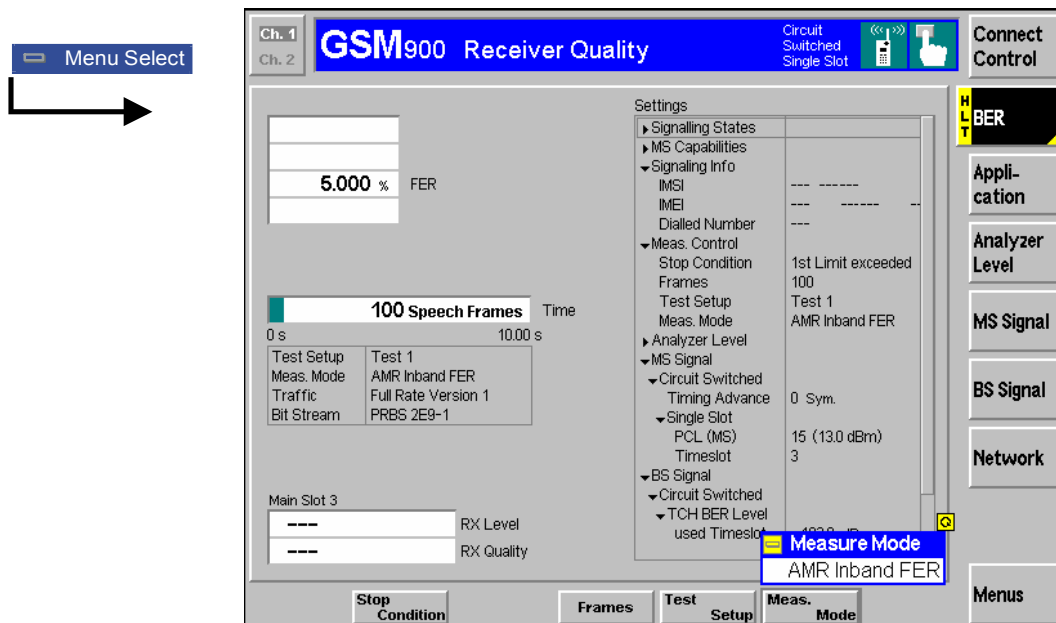 Menu Select
Ch. 1
Ch. 2
GSM900 Receiver Quality
Circuit
Switched
Single Slot
Connect
Control
HLT
BER
Appli-
cation
Analyzer
Level
MS Signal
BS Signal
Network
Menus
5.000 % FER
100 Speech Frames Time
0 s 10.00 s
Test Setup Test 1
Meas. Mode AMR Inband FER
Traffic Full Rate Version 1
Bit Stream PRBS 2E9-1
Main Slot 3
--- RX Level
--- RX Quality
Settings
Signalling States
MS Capabilities
Signaling Info
IMSI --- ------
IMEI --- ------ --
Dialled Number ---
Meas. Control
Stop Condition 1st Limit exceeded
Frames 100
Test Setup Test 1
Meas. Mode AMR Inband FER
Analyzer Level
MS Signal
Circuit Switched
Timing Advance 0 Sym.
Single Slot
PCL (MS) 15 (13.0 dBm)
Timeslot 3
BS Signal
Circuit Switched
TCH BER Level
used Timeslot
Measure Mode
AMR Inband FER
Stop
Condition
Frames
Test
Setup
Meas.
Mode